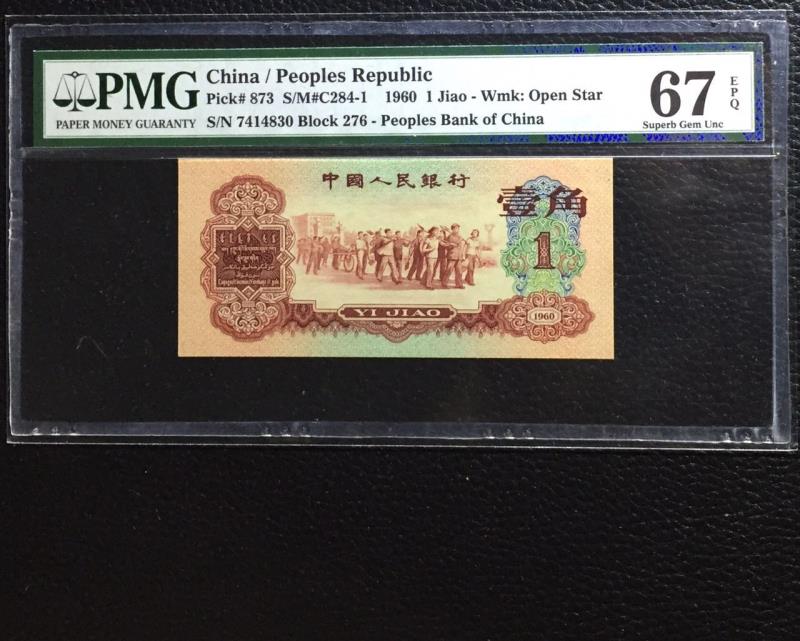 PMG
PAPER MONEY GUARANTY
China / Peoples Republic
Pick# 873 S/M#C284-1 1960 1 Jiao - Wmk: Open Star
S/N 7414830 Block 276 - Peoples Bank of China
67 EPQ
Superb Gem Unc
中國人民銀行
壹角
1
YI JIAO
1960